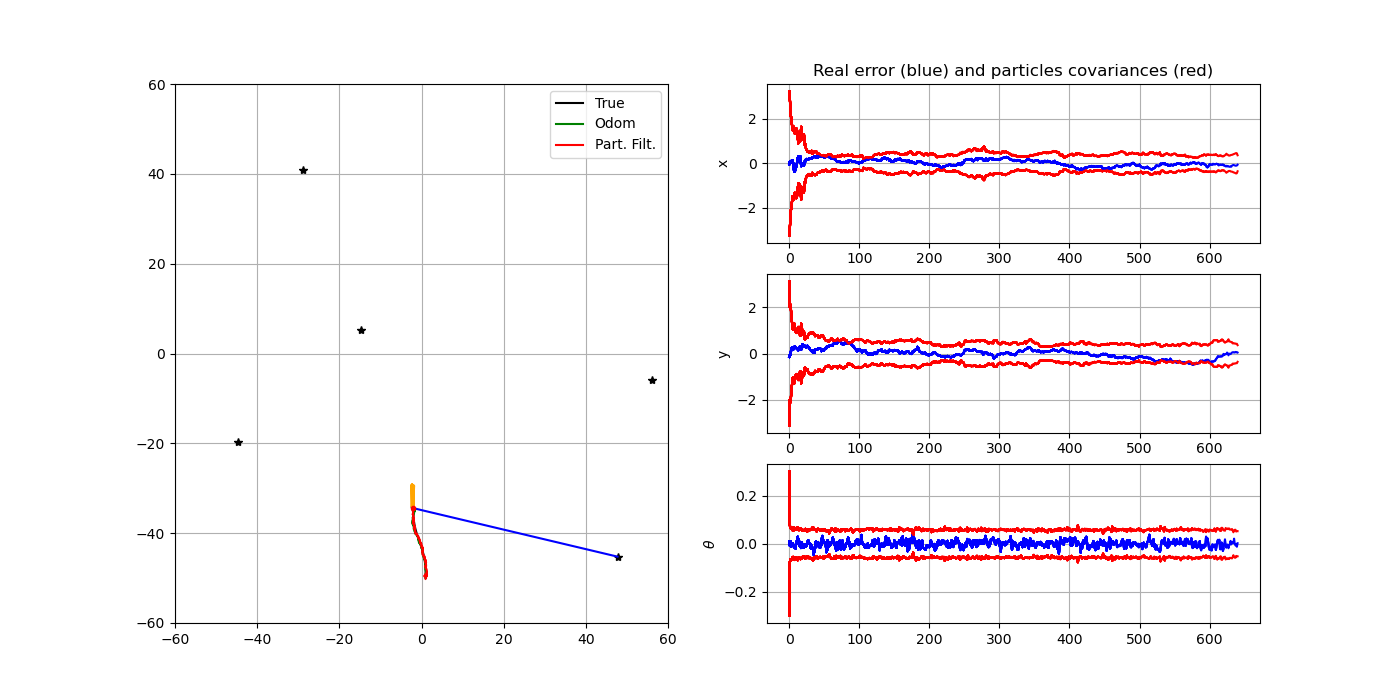 60
40
20
0
−20
−40
−60
−60 −40 −20 0 20 40 60
True
Odom
Part. Filt.
Real error (blue) and particles covariances (red)
x
2
0
−2
0 100 200 300 400 500 600
y
2
0
−2
0 100 200 300 400 500 600
θ
0.2
0.0
−0.2
0 100 200 300 400 500 600